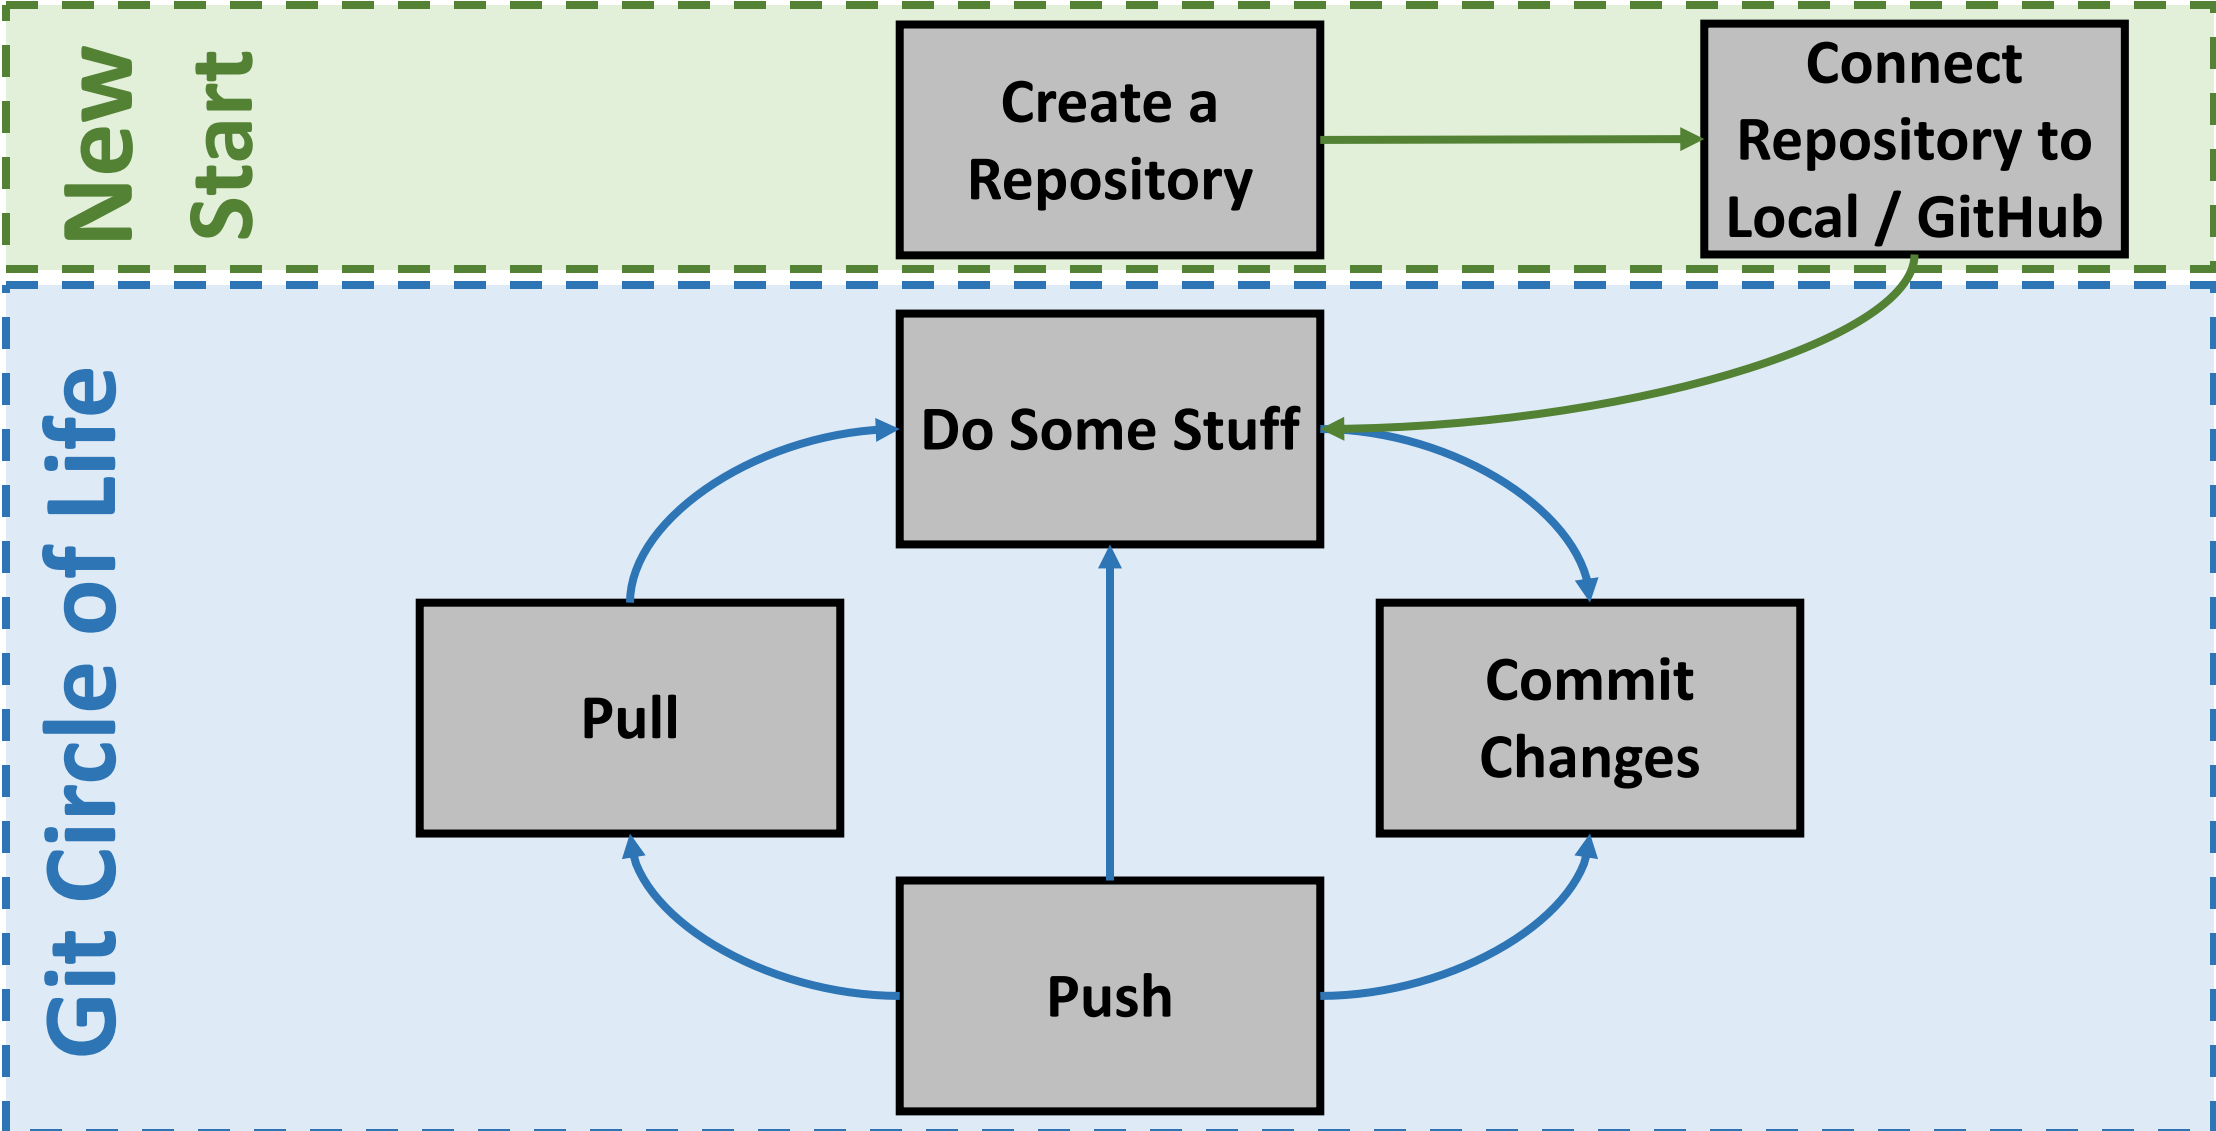 New
Start
Create a
Repository
Connect
Repository to
Local / GitHub
Git Circle of Life
Do Some Stuff
Pull
Commit
Changes
Push